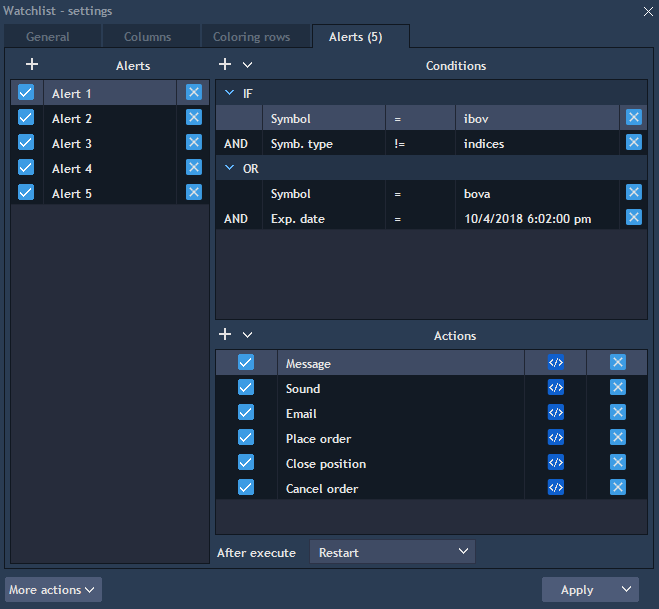 Watchlist - settings
General Columns Coloring rows Alerts (5)
Alerts
Alert 1
Alert 2
Alert 3
Alert 4
Alert 5
Conditions
IF
Symbol = ibov
AND Symb. type != indices
OR
Symbol = bova
AND Exp. date = 10/4/2018 6:02:00 pm
Actions
Message </>
Sound </>
Email </>
Place order </>
Close position </>
Cancel order </>
After execute Restart
More actions Apply